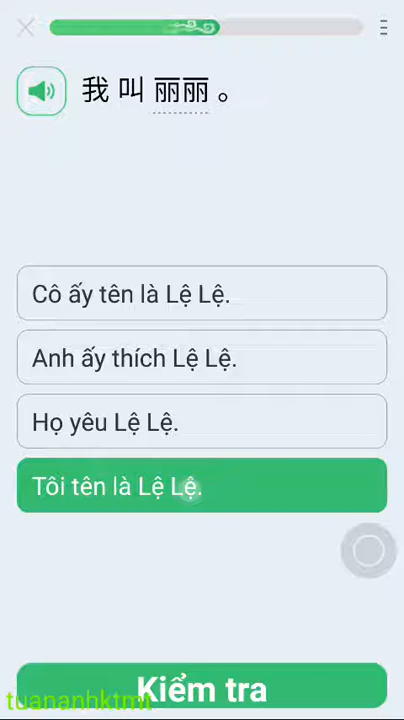 我 叫 丽丽 。
Cô ấy tên là Lệ Lệ.
Anh ấy thích Lệ Lệ.
Họ yêu Lệ Lệ.
Tôi tên là Lệ Lệ.
Kiểm tra